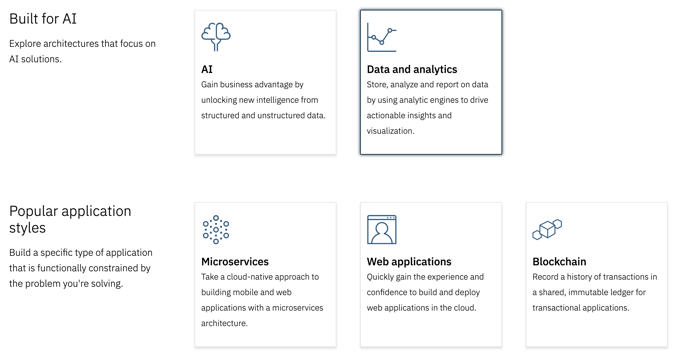 Built for AI
Explore architectures that focus on
AI solutions.
AI
Gain business advantage by
unlocking new intelligence from
structured and unstructured data.
Data and analytics
Store, analyze and report on data
by using analytic engines to drive
actionable insights and
visualization.
Popular application
styles
Build a specific type of application
that is functionally constrained by
the problem you're solving.
Microservices
Take a cloud-native approach to
building mobile and web
applications with a microservices
architecture.
Web applications
Quickly gain the experience and
confidence to build and deploy
web applications in the cloud.
Blockchain
Record a history of transactions in
a shared, immutable ledger for
transactional applications.